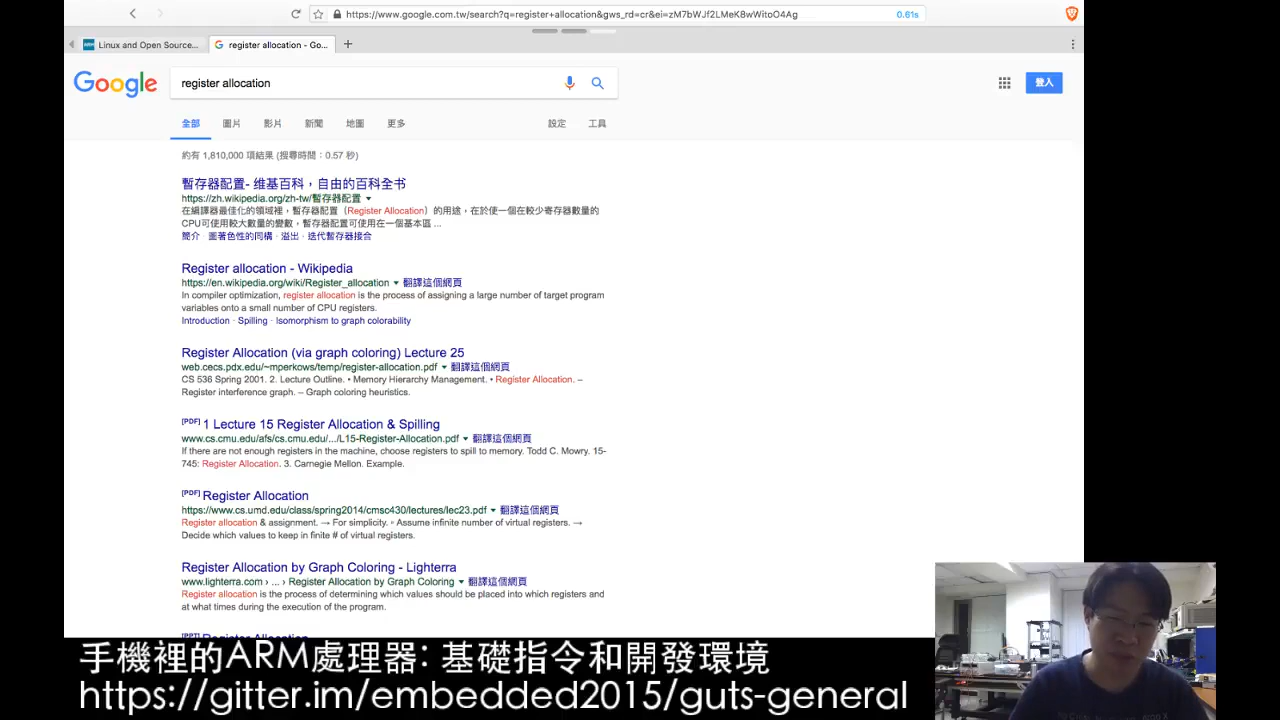 https://www.google.com.tw/search?q=register+allocation&gws_rd=cr&ei=zM7bWJf2LMeK8wWitoO4Ag
0.61s
Linux and Open Source...
register allocation - Go...
Google
register allocation
登入
全部 圖片 影片 新聞 地圖 更多 設定 工具
約有 1,810,000 項結果 (搜尋時間：0.57 秒)
暫存器配置- 维基百科，自由的百科全书
https://zh.wikipedia.org/zh-tw/暫存器配置
在編譯器最佳化的領域裡，暫存器配置（Register Allocation）的用途，在於使一個在較少寄存器數量的
CPU可使用較大數量的變數，暫存器配置可使用在一個基本區 ...
簡介 · 圖著色性的同構 · 溢出 · 迭代暫存器接合
Register allocation - Wikipedia
https://en.wikipedia.org/wiki/Register_allocation 翻譯這個網頁
In compiler optimization, register allocation is the process of assigning a large number of target program
variables onto a small number of CPU registers.
Introduction · Spilling · Isomorphism to graph colorability
Register Allocation (via graph coloring) Lecture 25
web.cecs.pdx.edu/~mperkows/temp/register-allocation.pdf 翻譯這個網頁
CS 536 Spring 2001. 2. Lecture Outline. • Memory Hierarchy Management. • Register Allocation. –
Register interference graph. – Graph coloring heuristics.
[PDF] 1 Lecture 15 Register Allocation & Spilling
www.cs.cmu.edu/afs/cs.cmu.edu/.../L15-Register-Allocation.pdf 翻譯這個網頁
If there are not enough registers in the machine, choose registers to spill to memory. Todd C. Mowry. 15-
745: Register Allocation. 3. Carnegie Mellon. Example.
[PDF] Register Allocation
https://www.cs.umd.edu/class/spring2014/cmsc430/lectures/lec23.pdf 翻譯這個網頁
Register allocation & assignment. → For simplicity. ▫ Assume infinite number of virtual registers. →
Decide which values to keep in finite # of virtual registers.
Register Allocation by Graph Coloring - Lighterra
www.lighterra.com › ... › Register Allocation by Graph Coloring 翻譯這個網頁
Register allocation is the process of determining which values should be placed into which registers and
at what times during the execution of the program.
[PPT] Register Allocation
手機裡的ARM處理器: 基礎指令和開發環境
https://gitter.im/embedded2015/guts-general